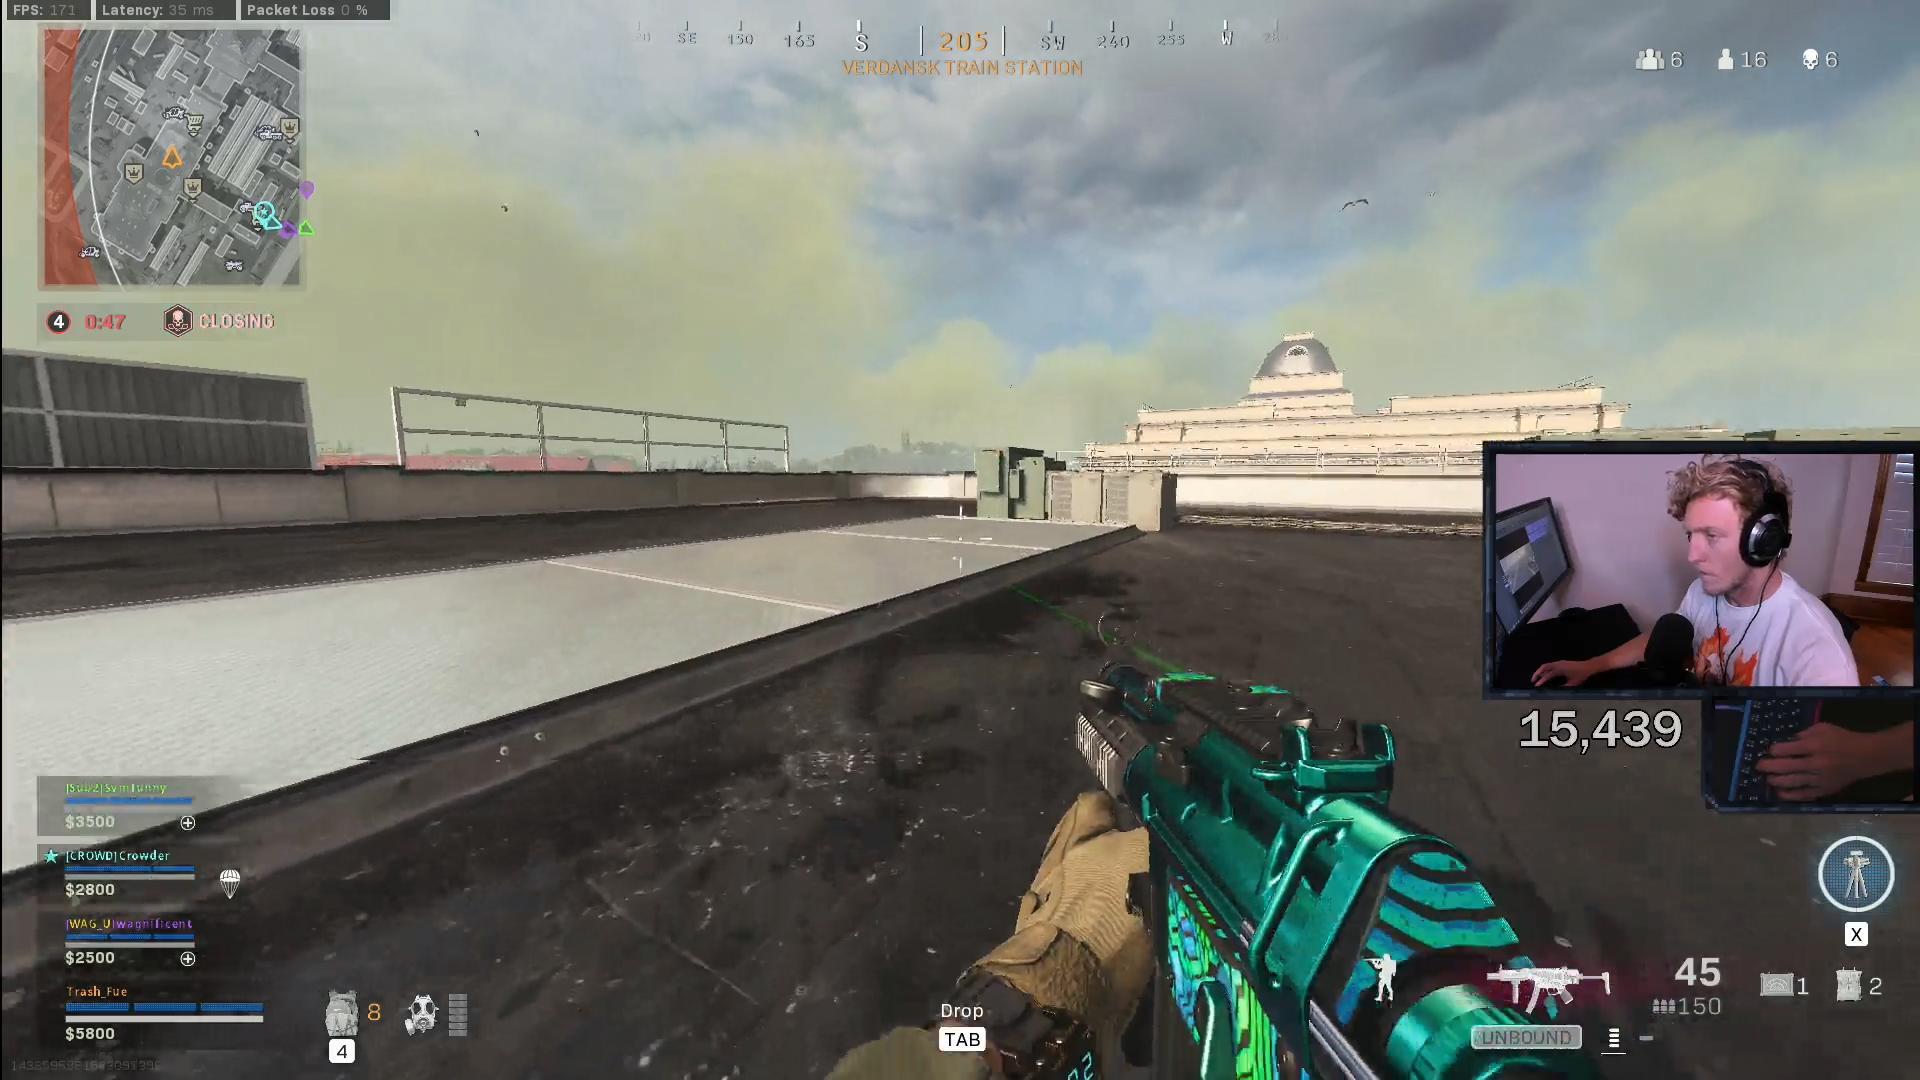 FPS: 171 Latency: 35 ms Packet Loss 0 %
SE 150 165 S 205 SW 240 255 W
VERDANSK TRAIN STATION
6 16 6
4 0:47 CLOSING
15,439
$3500
[CROWD]Crowder
$2800
[WAG_U]wagnificent
$2500
Trash_Fue
$5800
8
4
Drop
TAB
X
45
150
1 2
UNBOUND